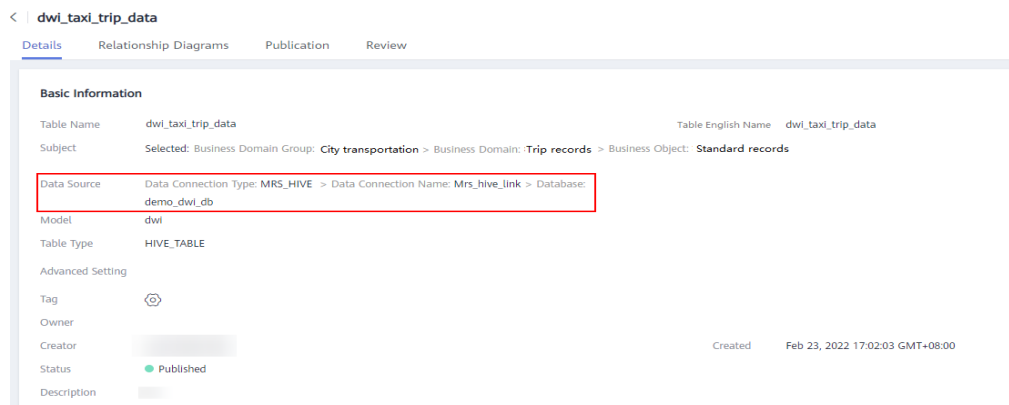 dwi_taxi_trip_data
Details Relationship Diagrams Publication Review
Basic Information
Table Name dwi_taxi_trip_data Table English Name dwi_taxi_trip_data
Subject Selected: Business Domain Group: City transportation > Business Domain: Trip records > Business Object: Standard records
Data Source Data Connection Type: MRS_HIVE > Data Connection Name: Mrs_hive_link > Database:
demo_dwi_db
Model dwi
Table Type HIVE_TABLE
Advanced Setting
Tag
Owner
Creator Created Feb 23, 2022 17:02:03 GMT+08:00
Status Published
Description